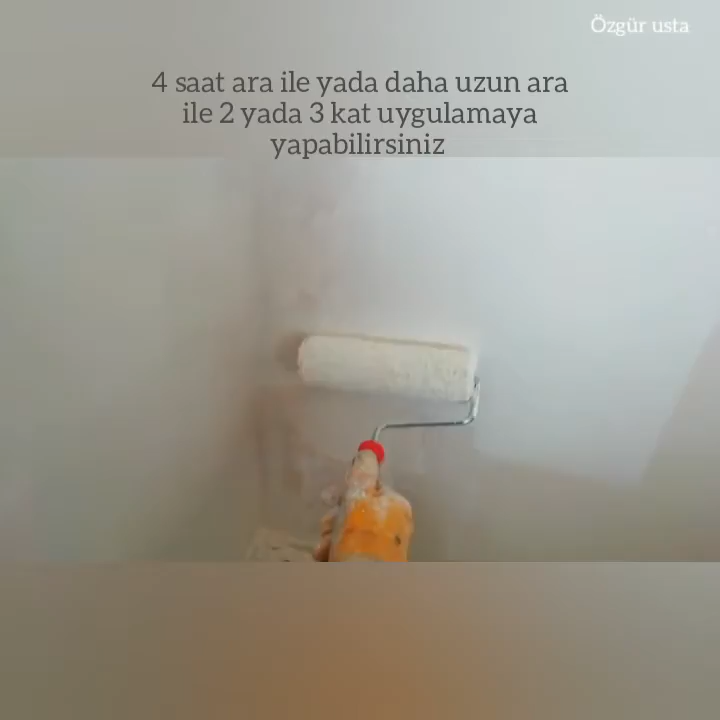 Özgür usta
4 saat ara ile yada daha uzun ara
ile 2 yada 3 kat uygulamaya
yapabilirsiniz